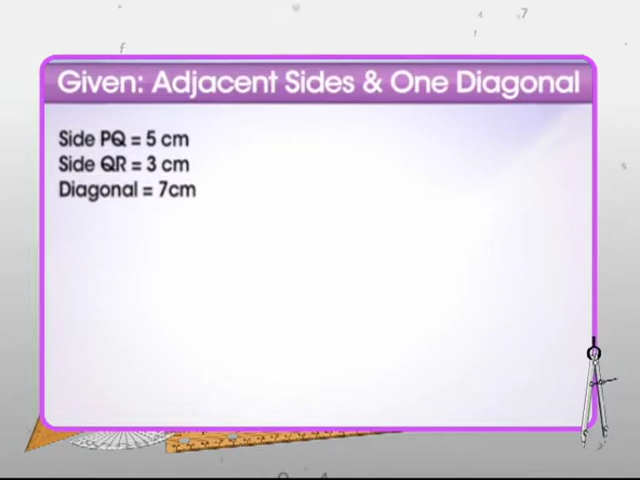 Given: Adjacent Sides & One Diagonal
Side PQ = 5 cm
Side QR = 3 cm
Diagonal = 7cm